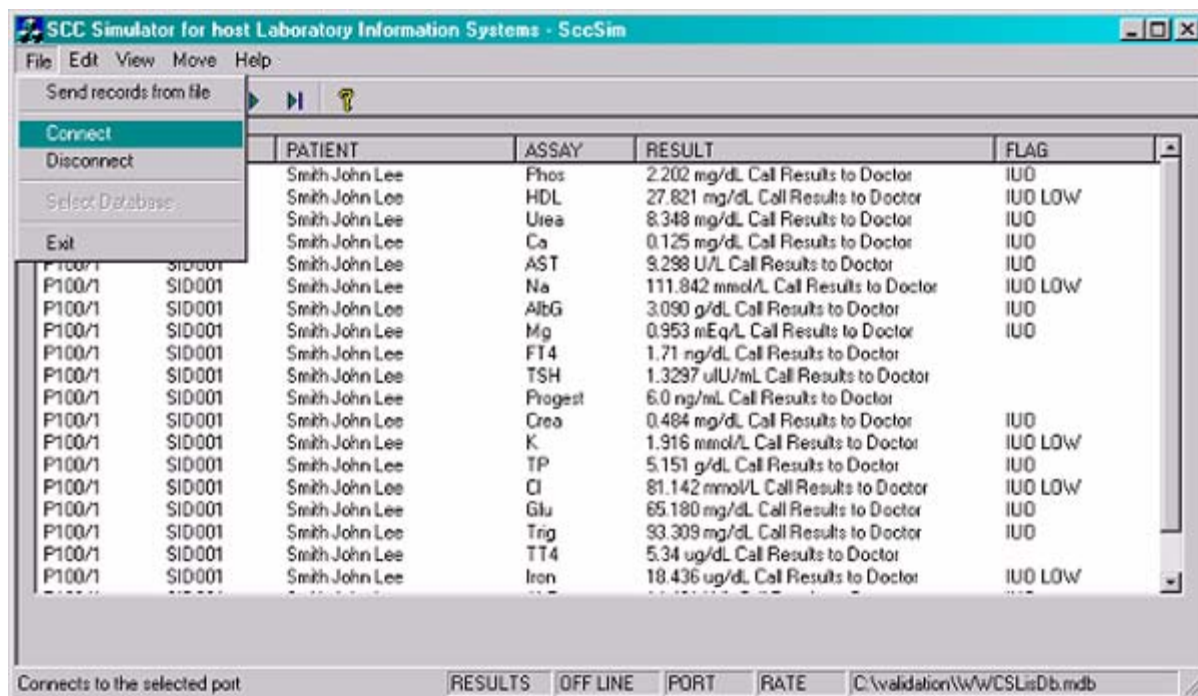 SCC Simulator for host Laboratory Information Systems - SccSim
File Edit View Move Help
Send records from file
Connect
Disconnect
Select Database
Exit
PATIENT ASSAY RESULT FLAG
Smith John Lee Phos 2.202 mg/dL Call Results to Doctor IUO
Smith John Lee HDL 27.821 mg/dL Call Results to Doctor IUO LOW
Smith John Lee Urea 8.348 mg/dL Call Results to Doctor IUO
Smith John Lee Ca 0.125 mg/dL Call Results to Doctor IUO
P100/1 SID001 Smith John Lee AST 9.298 U/L Call Results to Doctor IUO
P100/1 SID001 Smith John Lee Na 111.842 mmol/L Call Results to Doctor IUO LOW
P100/1 SID001 Smith John Lee AlbG 3.090 g/dL Call Results to Doctor IUO
P100/1 SID001 Smith John Lee Mg 0.953 mEq/L Call Results to Doctor IUO
P100/1 SID001 Smith John Lee FT4 1.71 ng/dL Call Results to Doctor
P100/1 SID001 Smith John Lee TSH 1.3297 uIU/mL Call Results to Doctor
P100/1 SID001 Smith John Lee Progest 6.0 ng/mL Call Results to Doctor
P100/1 SID001 Smith John Lee Crea 0.484 mg/dL Call Results to Doctor IUO
P100/1 SID001 Smith John Lee K 1.916 mmol/L Call Results to Doctor IUO LOW
P100/1 SID001 Smith John Lee TP 5.151 g/dL Call Results to Doctor IUO
P100/1 SID001 Smith John Lee Cl 81.142 mmol/L Call Results to Doctor IUO LOW
P100/1 SID001 Smith John Lee Glu 65.180 mg/dL Call Results to Doctor IUO
P100/1 SID001 Smith John Lee Trig 93.309 mg/dL Call Results to Doctor IUO
P100/1 SID001 Smith John Lee TT4 5.34 ug/dL Call Results to Doctor
P100/1 SID001 Smith John Lee Iron 18.436 ug/dL Call Results to Doctor IUO LOW
Connects to the selected port RESULTS OFF LINE PORT RATE C:\validation\WWCSLisDb.mdb